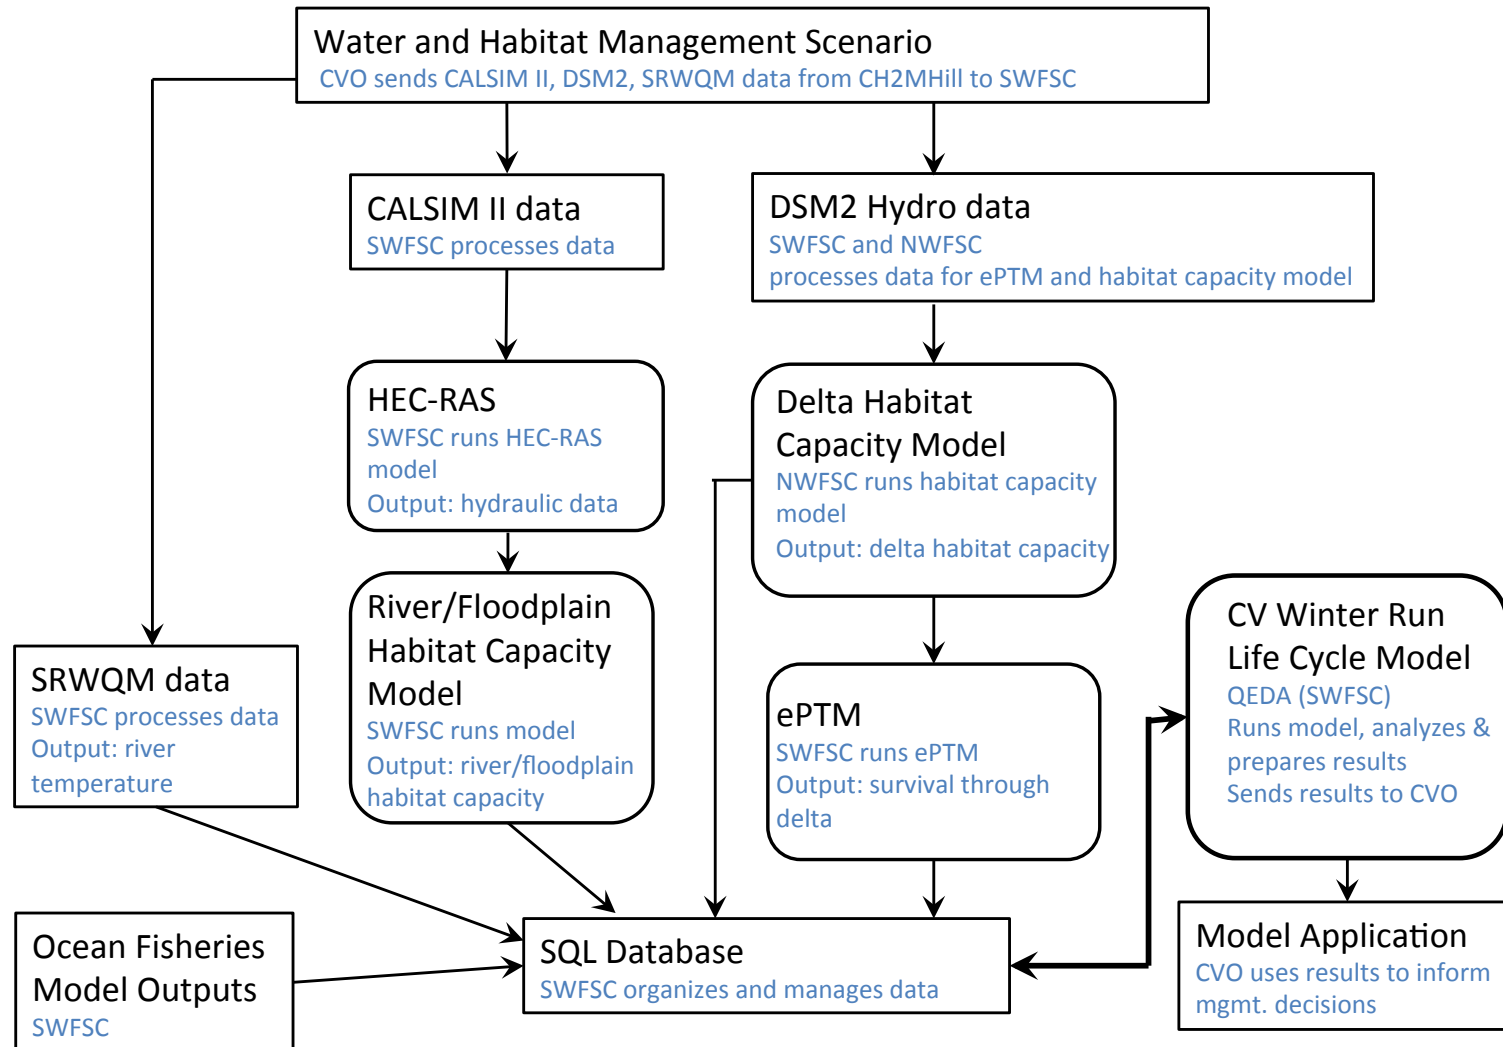 Water and Habitat Management Scenario
CVO sends CALSIM II, DSM2, SRWQM data from CH2MHill to SWFSC
CALSIM II data
SWFSC processes data
DSM2 Hydro data
SWFSC and NWFSC
processes data for ePTM and habitat capacity model
HEC-RAS
SWFSC runs HEC-RAS
model
Output: hydraulic data
Delta Habitat
Capacity Model
NWFSC runs habitat capacity
model
Output: delta habitat capacity
River/Floodplain
Habitat Capacity
Model
SWFSC runs model
Output: river/floodplain
habitat capacity
SRWQM data
SWFSC processes data
Output: river
temperature
ePTM
SWFSC runs ePTM
Output: survival through
delta
CV Winter Run
Life Cycle Model
QEDA (SWFSC)
Runs model, analyzes &
prepares results
Sends results to CVO
Ocean Fisheries
Model Outputs
SWFSC
SQL Database
SWFSC organizes and manages data
Model Application
CVO uses results to inform
mgmt. decisions